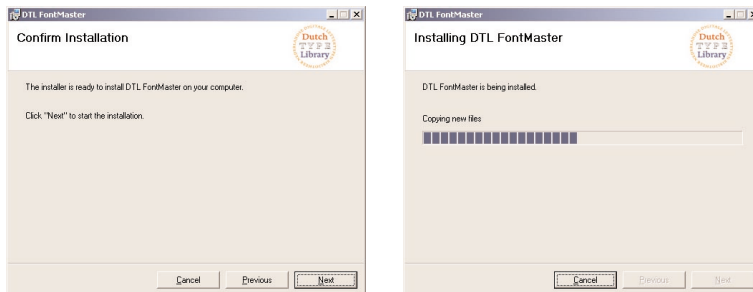 DTL FontMaster
Confirm Installation
Dutch
TYPE
Library
The installer is ready to install DTL FontMaster on your computer.
Click "Next" to start the installation.
Cancel Previous Next
DTL FontMaster
Installing DTL FontMaster
Dutch
TYPE
Library
DTL FontMaster is being installed.
Copying new files
Cancel Previous Next